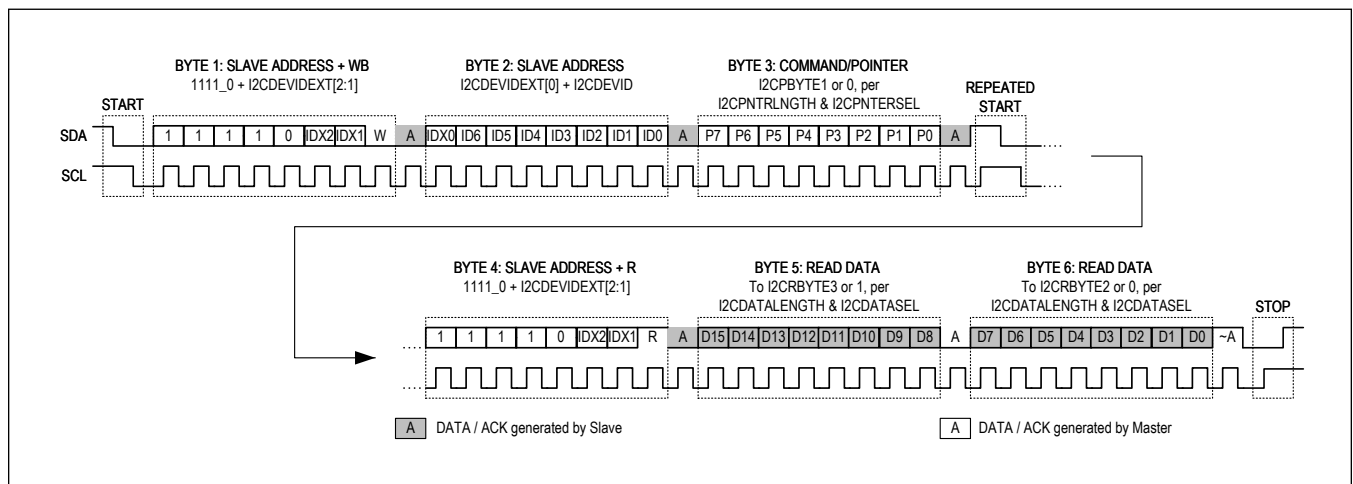 BYTE 1: SLAVE ADDRESS + WB
1111_0 + I2CDEVIDEXT[2:1]
BYTE 2: SLAVE ADDRESS
I2CDEVIDEXT[0] + I2CDEVID
BYTE 3: COMMAND/POINTER
I2CPBYTE1 or 0, per
I2CPNTRLNGTH & I2CPNTERSEL
START
REPEATED
START
SDA 1 1 1 1 0 IDX2 IDX1 W A IDX0 ID6 ID5 ID4 ID3 ID2 ID1 ID0 A P7 P6 P5 P4 P3 P2 P1 P0 A ....
SCL ....
BYTE 4: SLAVE ADDRESS + R
1111_0 + I2CDEVIDEXT[2:1]
BYTE 5: READ DATA
To I2CRBYTE3 or 1, per
I2CDATALENGTH & I2CDATASEL
BYTE 6: READ DATA
To I2CRBYTE2 or 0, per
I2CDATALENGTH & I2CDATASEL
STOP
.... 1 1 1 1 0 IDX2 IDX1 R A D15 D14 D13 D12 D11 D10 D9 D8 A D7 D6 D5 D4 D3 D2 D1 D0 ~A
....
A DATA / ACK generated by Slave
A DATA / ACK generated by Master